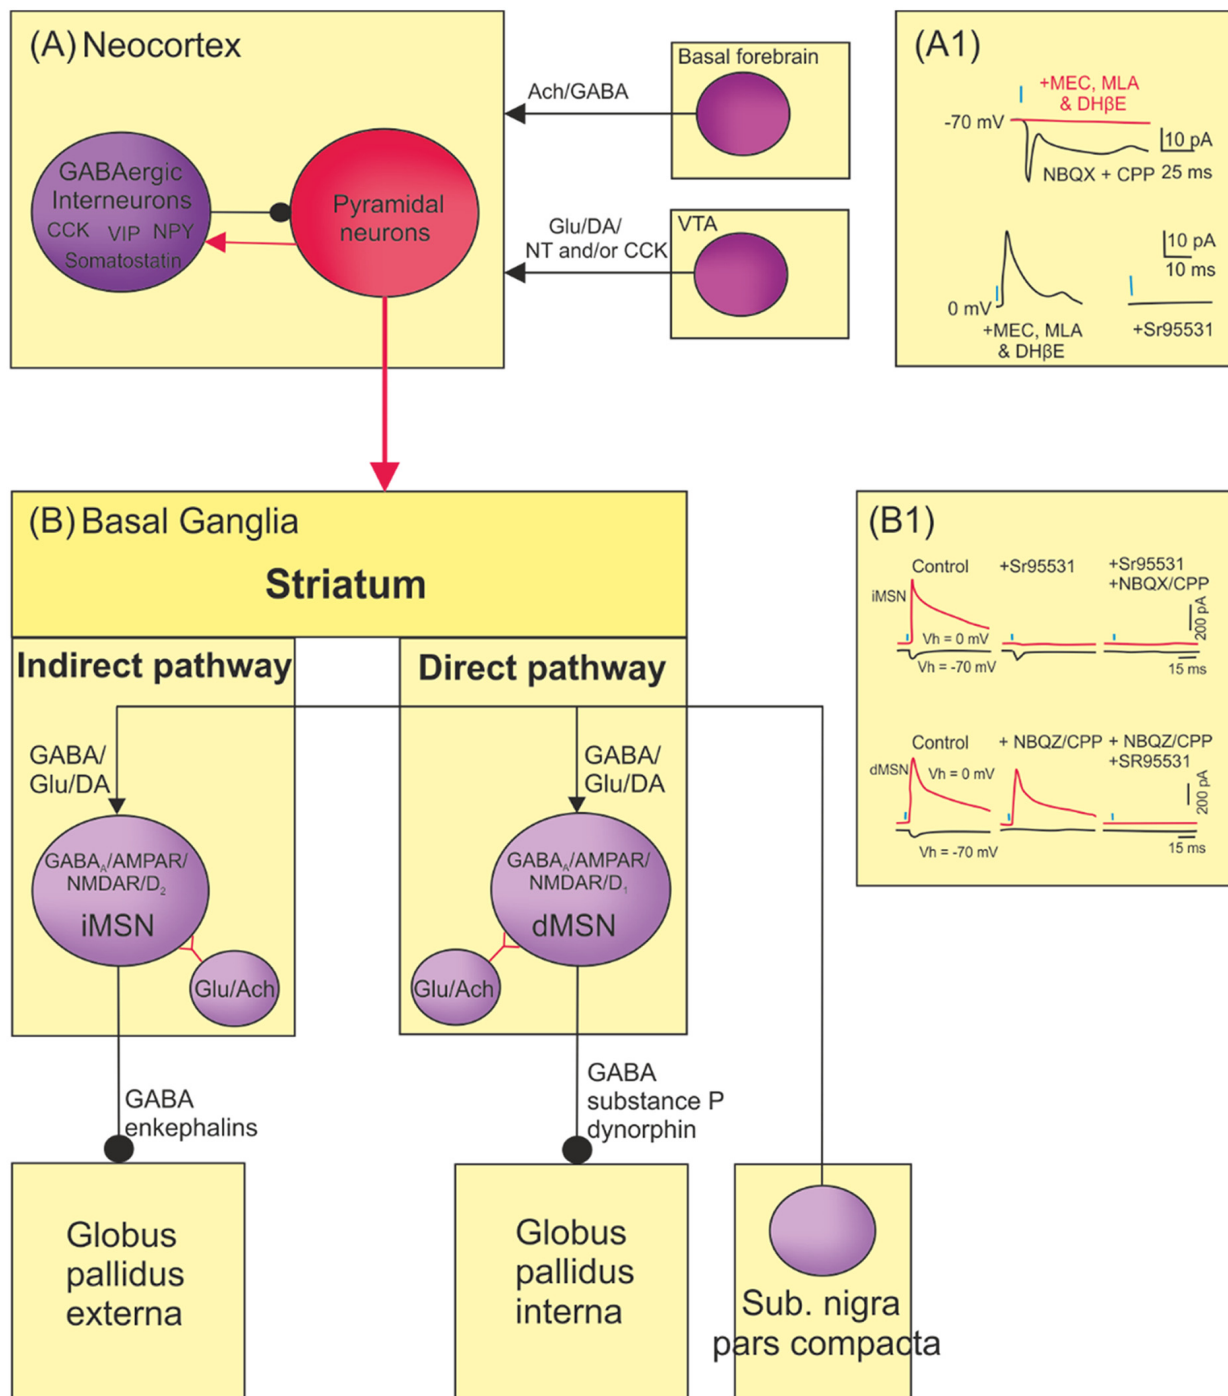 (A) Neocortex
GABAergic
Interneurons
CCK VIP NPY
Somatostatin
Pyramidal
neurons
Ach/GABA
Basal forebrain
Glu/DA/
NT and/or CCK
VTA
(A1)
+MEC, MLA
& DHβE
-70 mV
10 pA
NBQX + CPP 25 ms
10 pA
10 ms
0 mV
+MEC, MLA
& DHβE
+Sr95531
(B) Basal Ganglia
Striatum
Indirect pathway
GABA/
Glu/DA
GABAA/AMPAR/
NMDAR/D2
iMSN
Glu/Ach
GABA
enkephalins
Globus
pallidus
externa
Direct pathway
GABA/
Glu/DA
GABAA/AMPAR/
NMDAR/D1
dMSN
Glu/Ach
GABA
substance P
dynorphin
Globus
pallidus
interna
Sub. nigra
pars compacta
(B1)
Control +Sr95531 +Sr95531
+NBQX/CPP
iMSN
200 pA
Vh = 0 mV
Vh = -70 mV
15 ms
Control + NBQZ/CPP + NBQZ/CPP
+SR95531
dMSN
Vh = 0 mV
200 pA
Vh = -70 mV
15 ms